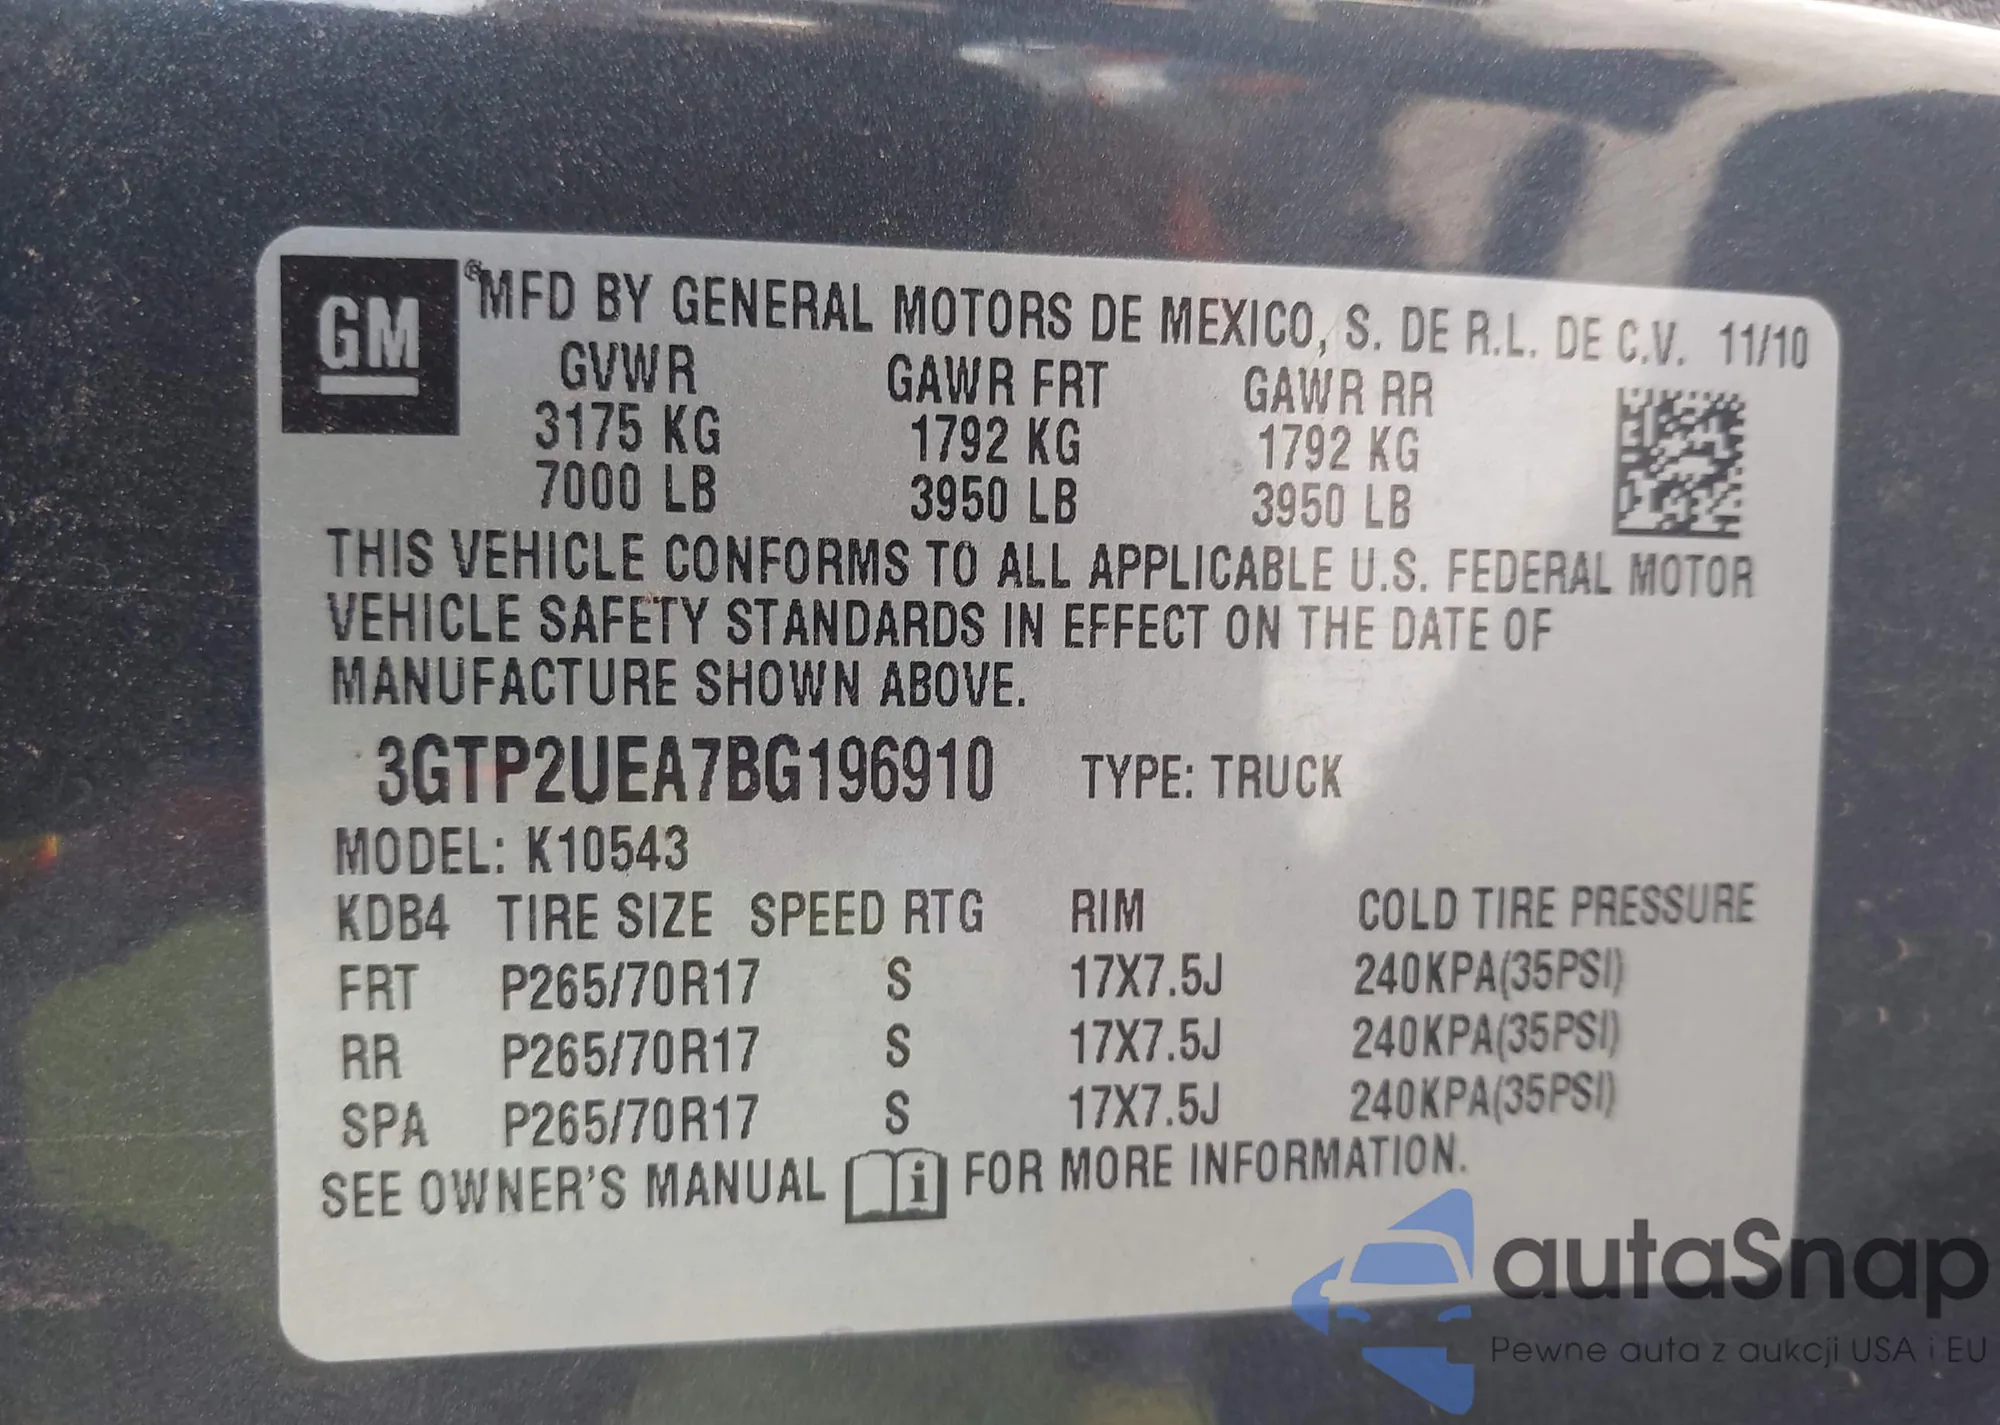 GM ® MFD BY GENERAL MOTORS DE MEXICO, S. DE R.L. DE C.V. 11/10
GVWR GAWR FRT GAWR RR
3175 KG 1792 KG 1792 KG
7000 LB 3950 LB 3950 LB
THIS VEHICLE CONFORMS TO ALL APPLICABLE U.S. FEDERAL MOTOR
VEHICLE SAFETY STANDARDS IN EFFECT ON THE DATE OF
MANUFACTURE SHOWN ABOVE.
3GTP2UEA7BG196910 TYPE: TRUCK
MODEL: K10543
KDB4 TIRE SIZE SPEED RTG RIM COLD TIRE PRESSURE
FRT P265/70R17 S 17X7.5J 240KPA(35PSI)
RR P265/70R17 S 17X7.5J 240KPA(35PSI)
SPA P265/70R17 S 17X7.5J 240KPA(35PSI)
SEE OWNER'S MANUAL i FOR MORE INFORMATION.
autaSnap
Pewne auta z aukcji USA i EU